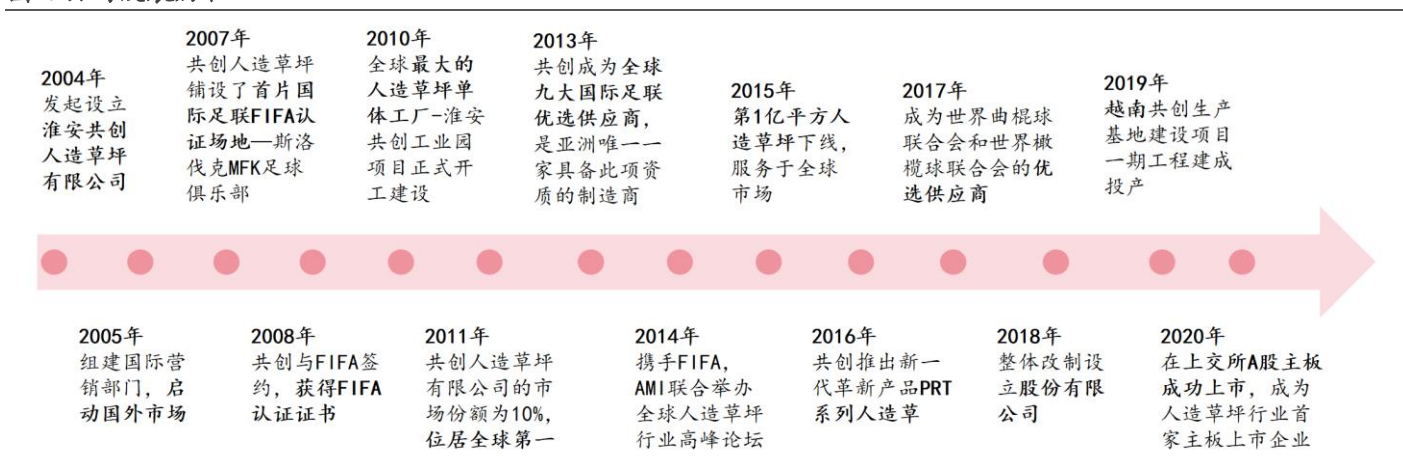 2004年
发起设立
淮安共创
人造草坪
有限公司
2007年
共创人造草坪
铺设了首片国
际足联FIFA认
证场地—斯洛
伐克MFK足球
俱乐部
2010年
全球最大的
人造草坪单
体工厂-淮安
共创工业园
项目正式开
工建设
2013年
共创成为全球
九大国际足联
优选供应商，
是亚洲唯一一
家具备此项资
质的制造商
2015年
第1亿平方人
造草坪下线，
服务于全球
市场
2017年
成为世界曲棍球
联合会和世界橄
榄球联合会的优
选供应商
2019年
越南共创生产
基地建设项目
一期工程建成
投产
2005年
组建国际营
销部门，启
动国外市场
2008年
共创与FIFA签
约，获得FIFA
认证证书
2011年
共创人造草坪
有限公司的市
场份额为10%，
位居全球第一
2014年
携手FIFA，
AMI联合举办
全球人造草坪
行业高峰论坛
2016年
共创推出新一
代革新产品PRT
系列人造草
2018年
整体改制设
立股份有限
公司
2020年
在上交所A股主板
成功上市，成为
人造草坪行业首
家主板上市企业